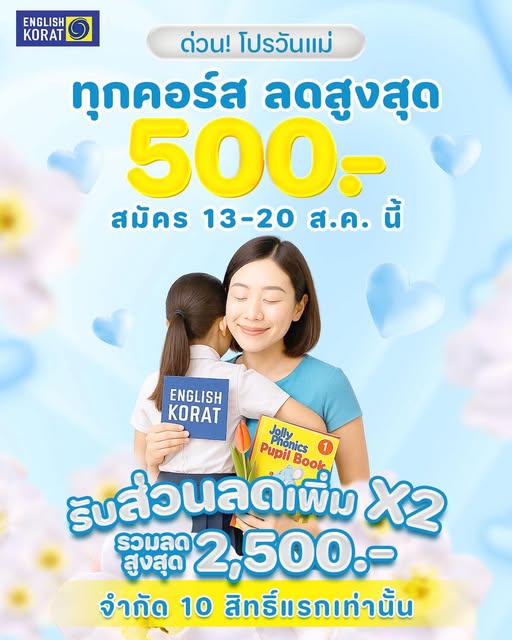 ENGLISH
KORAT
ด่วน! โปรวันแม่
ทุกคอร์ส ลดสูงสุด
500.-
สมัคร 13-20 ส.ค. นี้
ENGLISH
KORAT
Jolly
Phonics
Pupil Book 1
รับส่วนลดเพิ่ม X2
รวมลด
สูงสุด 2,500.-
จำกัด 10 สิทธิ์แรกเท่านั้น